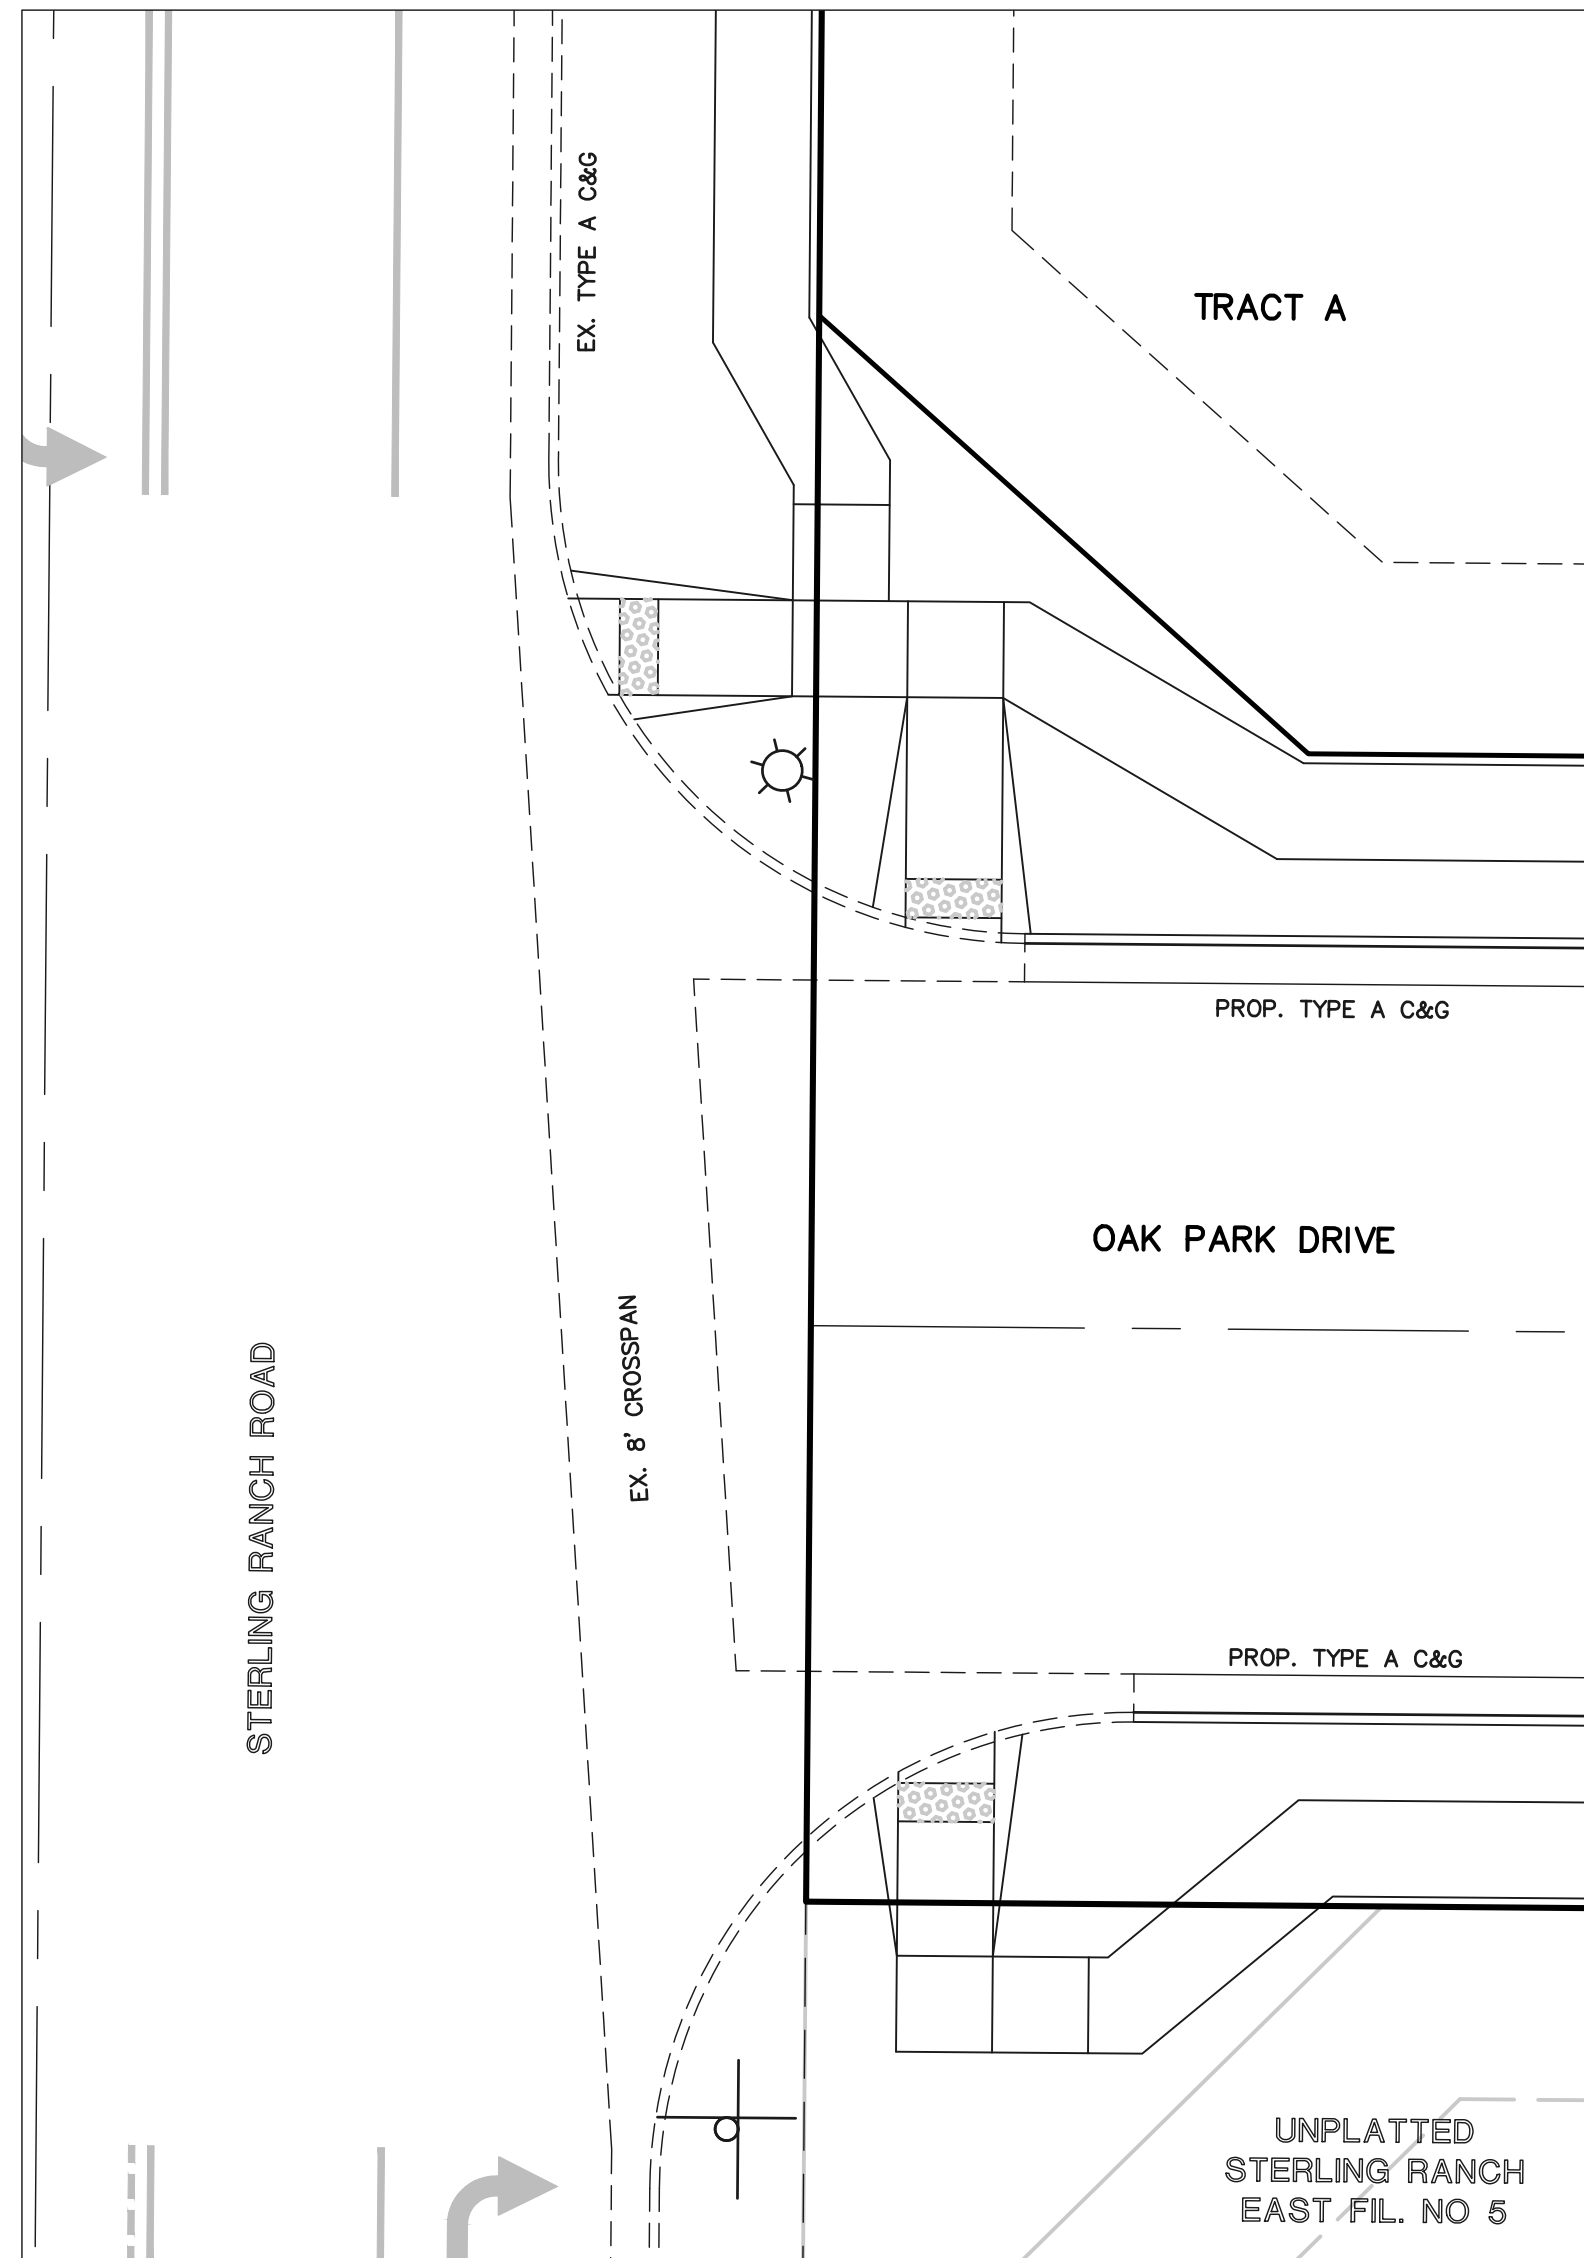 EX. TYPE A C&G
TRACT A
PROP. TYPE A C&G
OAK PARK DRIVE
EX. 8' CROSSPAN
STERLING RANCH ROAD
PROP. TYPE A C&G
UNPLATTED
STERLING RANCH
EAST FIL. NO 5